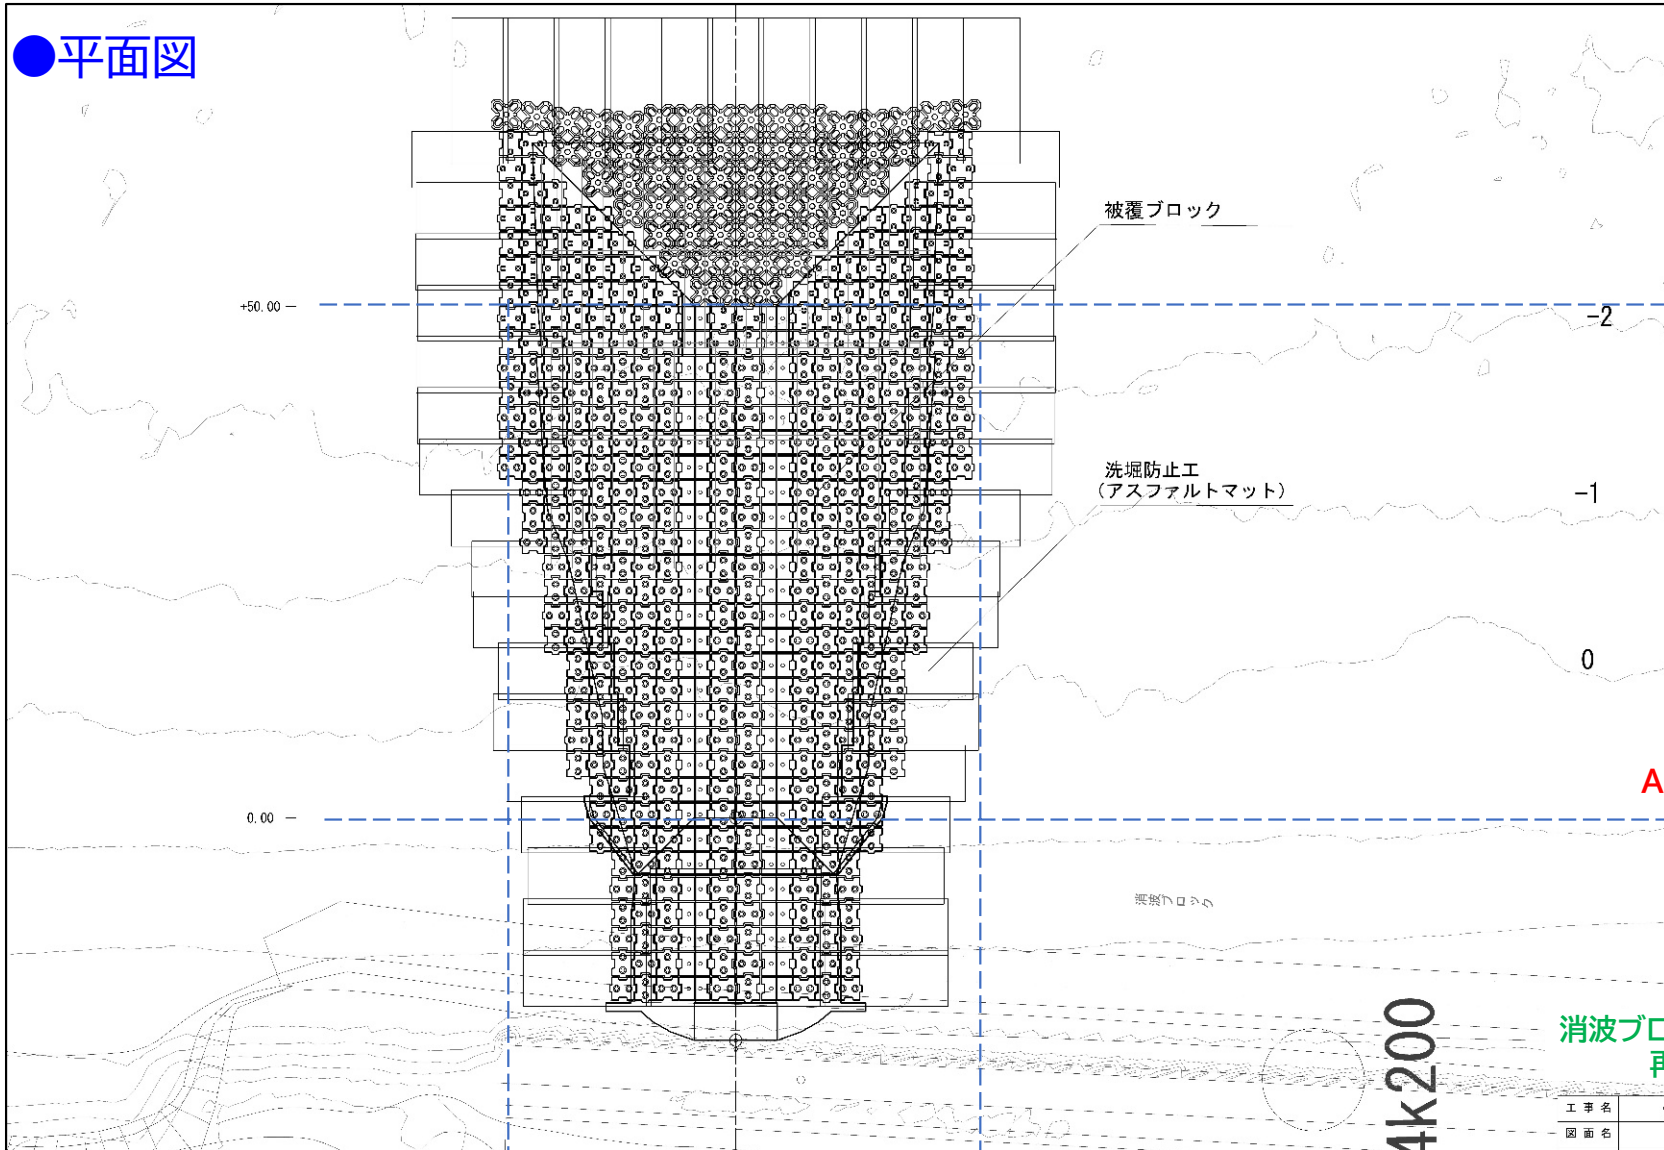 ●平面図
被覆ブロック
+50.00
-2
洗堀防止工
(アスファルトマット)
-1
0
A
0.00
消波ブロック
4k200
消波ブロ
再
工事名
図面名